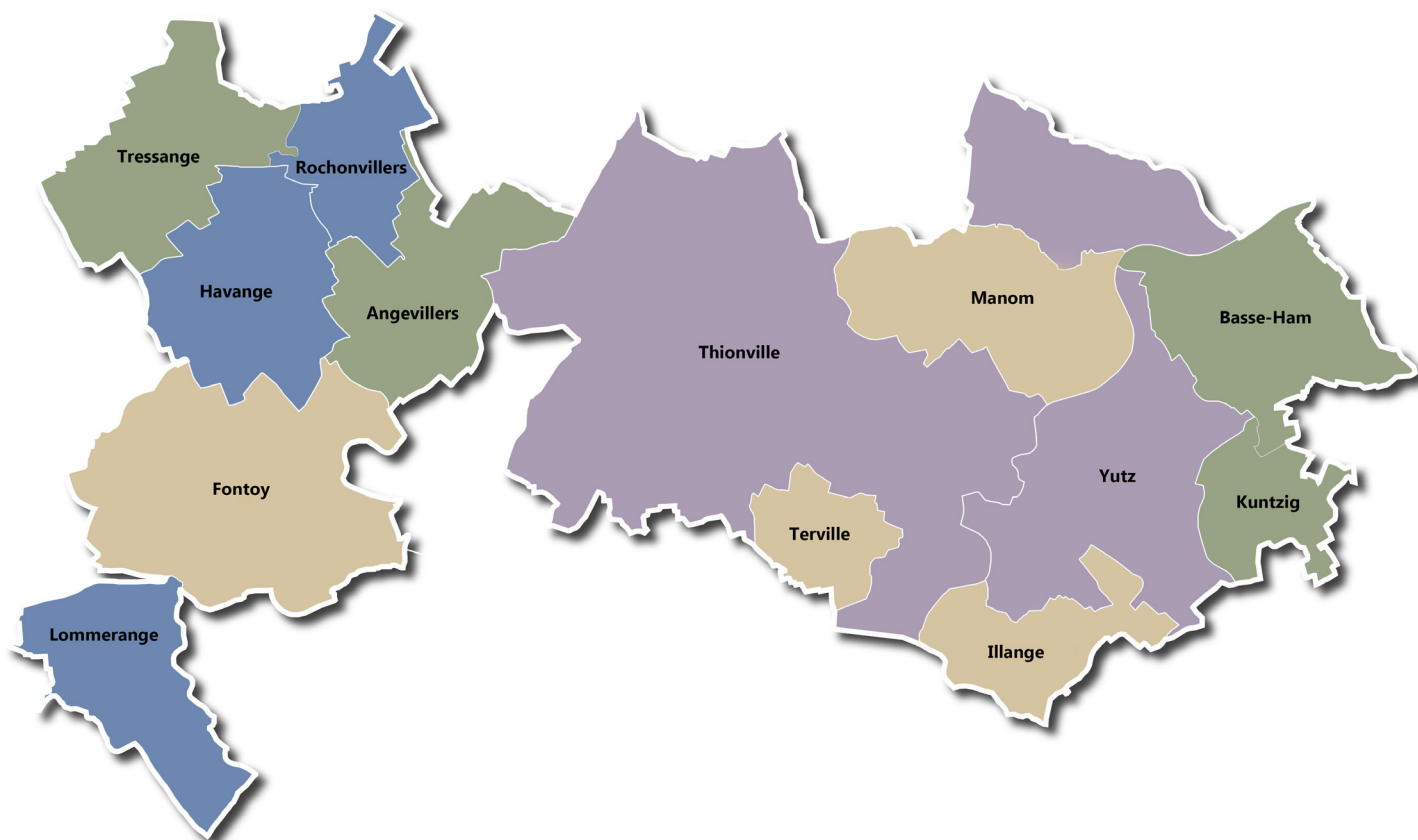 Tressange
Rochonvillers
Havange
Angevillers
Manom
Basse-Ham
Thionville
Fontoy
Yutz
Kuntzig
Terville
Lommerange
Illange